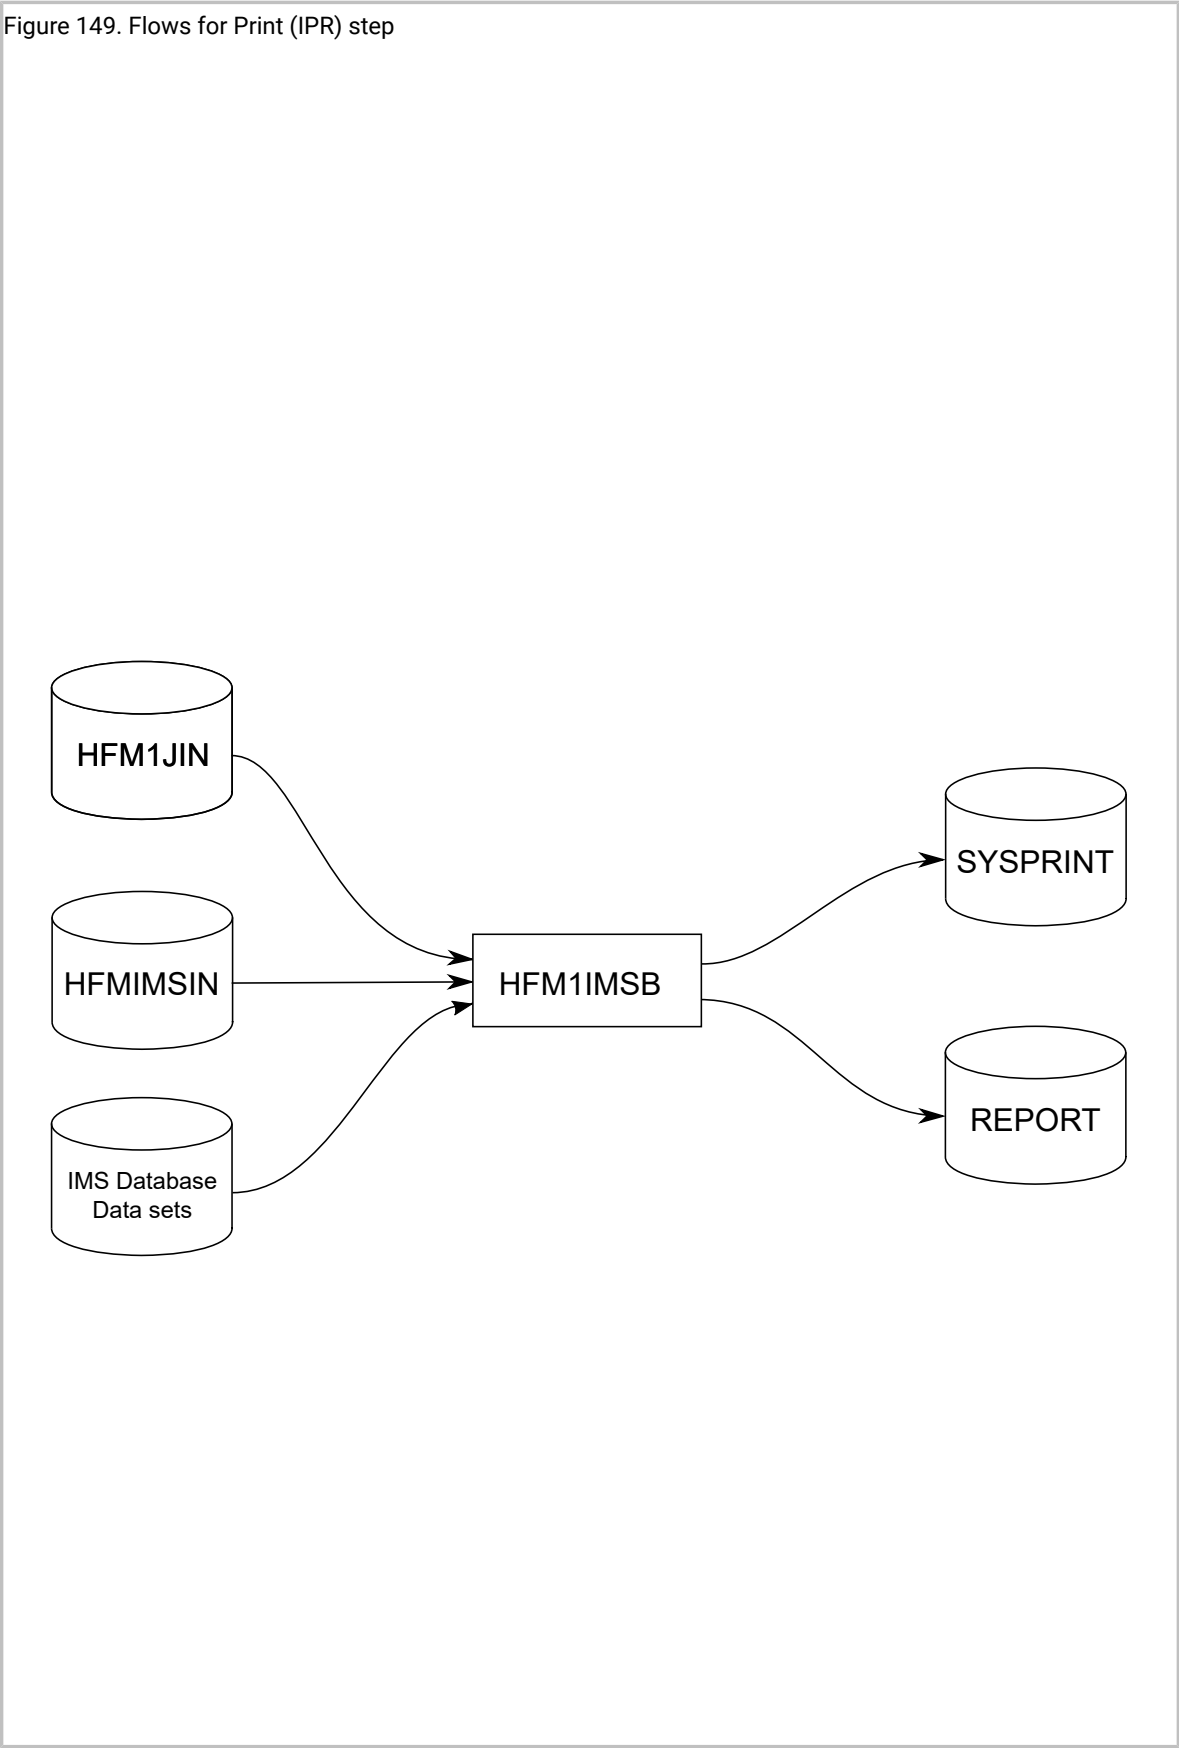 Figure 149. Flows for Print (IPR) step
HFM1JIN
HFMIMSIN
IMS Database
Data sets
HFM1IMSB
SYSPRINT
REPORT